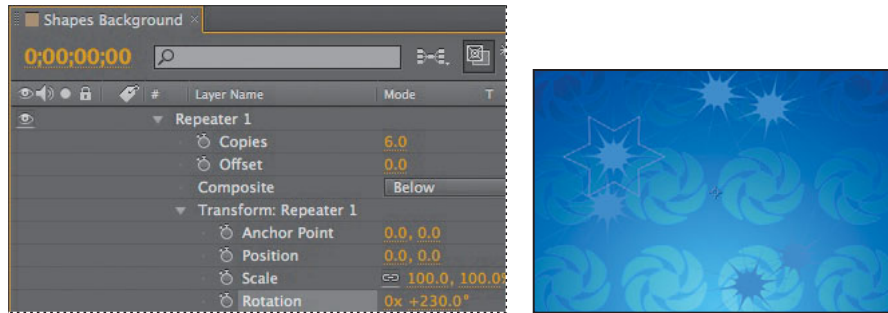 Shapes Background ×
0;00;00;00
# Layer Name Mode T
Repeater 1
Copies 6.0
Offset 0.0
Composite Below
Transform: Repeater 1
Anchor Point 0.0, 0.0
Position 0.0, 0.0
Scale 100.0, 100.0%
Rotation 0x +230.0°